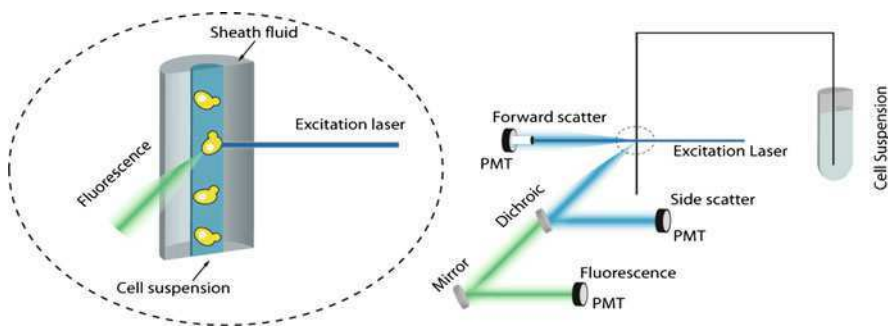 Sheath fluid
Excitation laser
Fluorescence
Cell suspension
Forward scatter
PMT
Excitation Laser
Cell Suspension
Dichroic
Side scatter
PMT
Mirror
Fluorescence
PMT